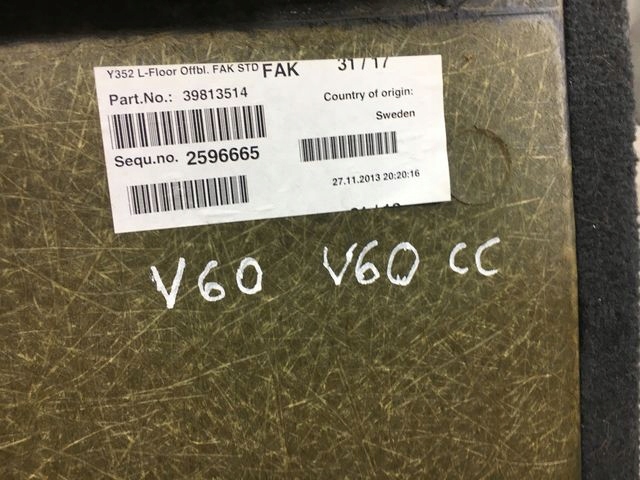 Y352 L-Floor Offbl. FAK STD FAK 31/17
Part.No.: 39813514
Country of origin:
Sweden
Sequ.no. 2596665
27.11.2013 20:20:16
V60 V60 CC